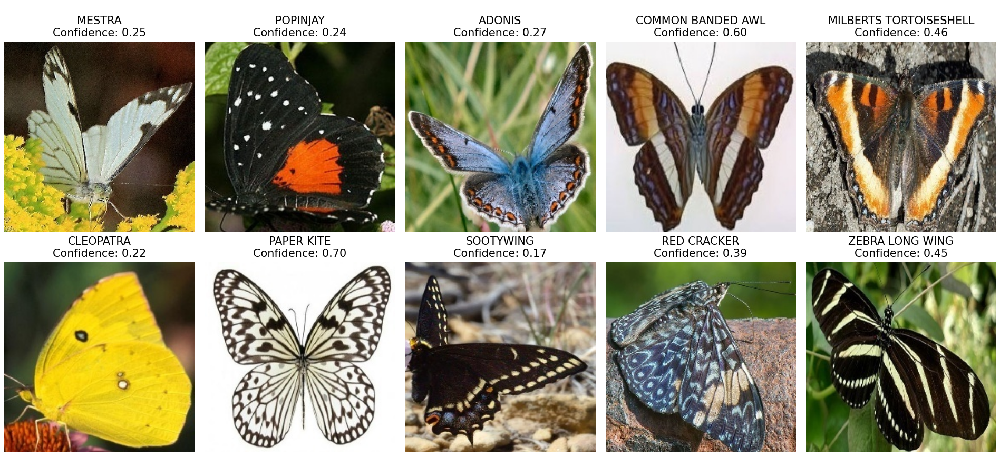 MESTRA
Confidence: 0.25
POPINJAY
Confidence: 0.24
ADONIS
Confidence: 0.27
COMMON BANDED AWL
Confidence: 0.60
MILBERTS TORTOISESHELL
Confidence: 0.46
CLEOPATRA
Confidence: 0.22
PAPER KITE
Confidence: 0.70
SOOTYWING
Confidence: 0.17
RED CRACKER
Confidence: 0.39
ZEBRA LONG WING
Confidence: 0.45